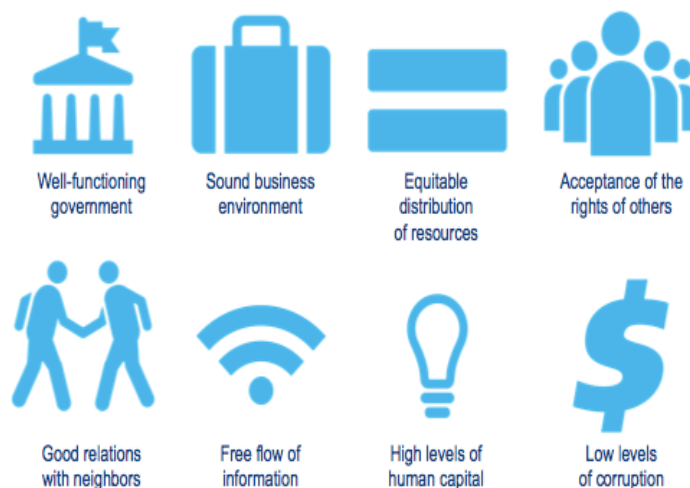 Well-functioning
government
Sound business
environment
Equitable
distribution
of resources
Acceptance of the
rights of others
Good relations
with neighbors
Free flow of
information
High levels of
human capital
Low levels
of corruption